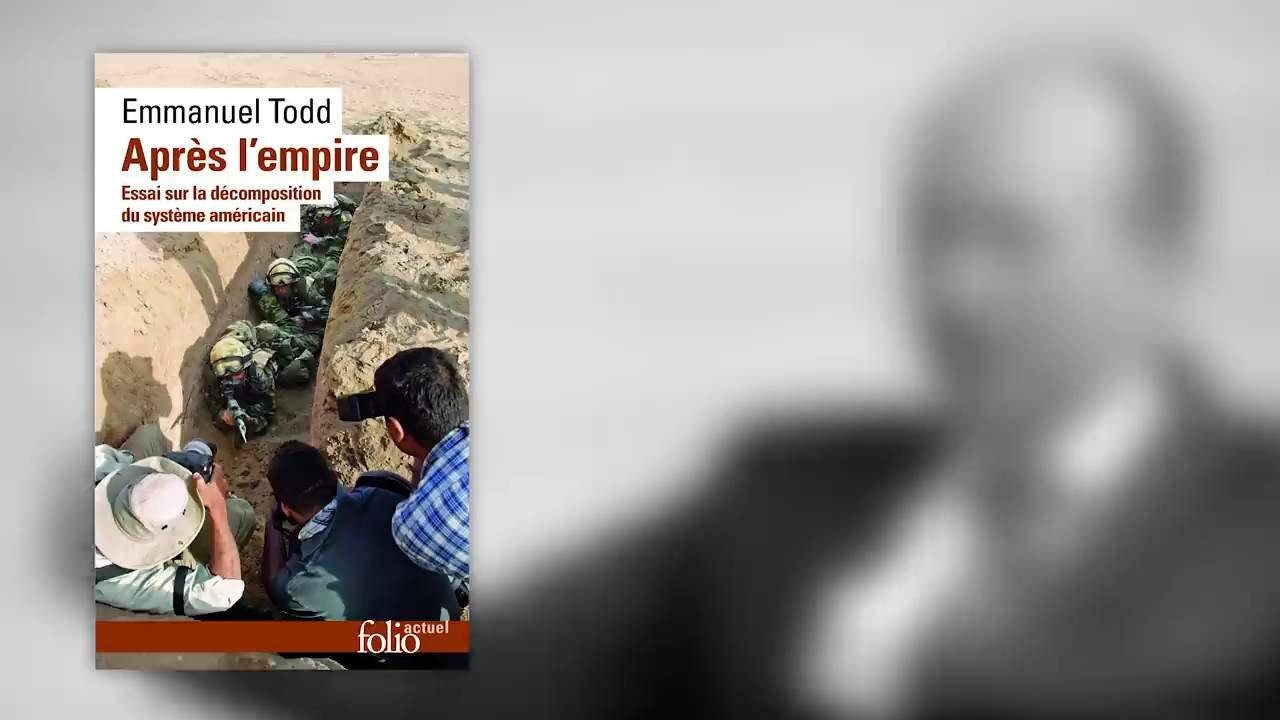 Emmanuel Todd
Après l'empire
Essai sur la décomposition
du système américain
folio actuel